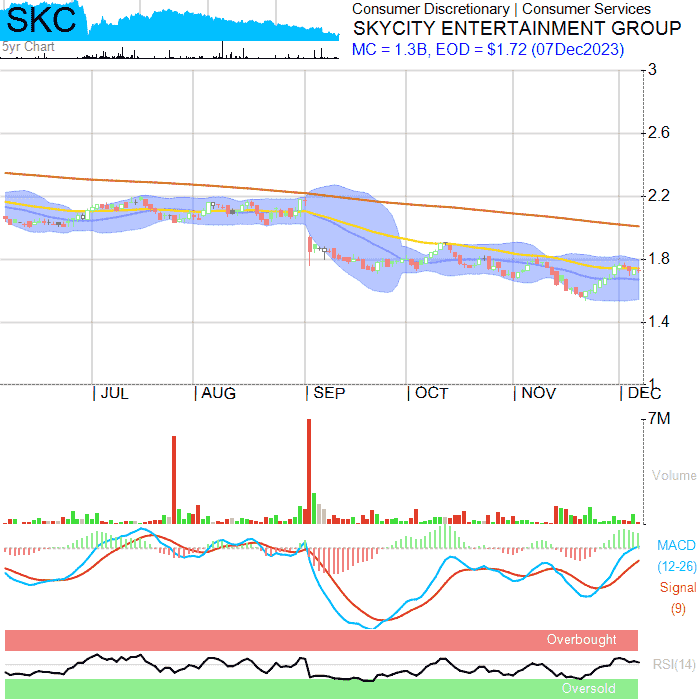 SKC
5yr Chart
Consumer Discretionary | Consumer Services
SKYCITY ENTERTAINMENT GROUP
MC = 1.3B, EOD = $1.72 (07Dec2023)
3
2.6
2.2
1.8
1.4
1
JUL AUG SEP OCT NOV DEC
7M
Volume
MACD
(12-26)
Signal
(9)
Overbought
RSI(14)
Oversold